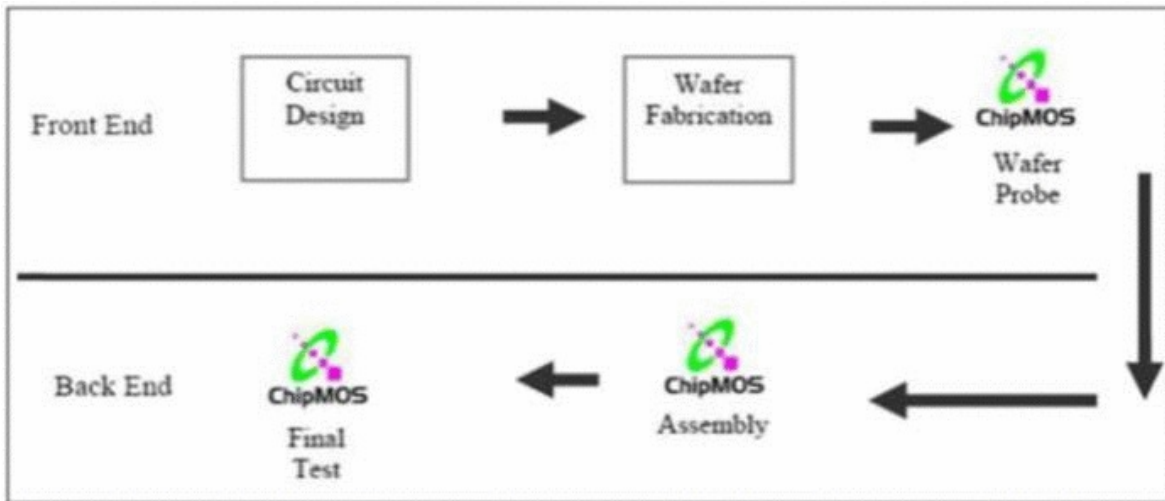 Front End
Circuit
Design
Wafer
Fabrication
ChipMOS
Wafer
Probe
Back End
ChipMOS
Final
Test
ChipMOS
Assembly